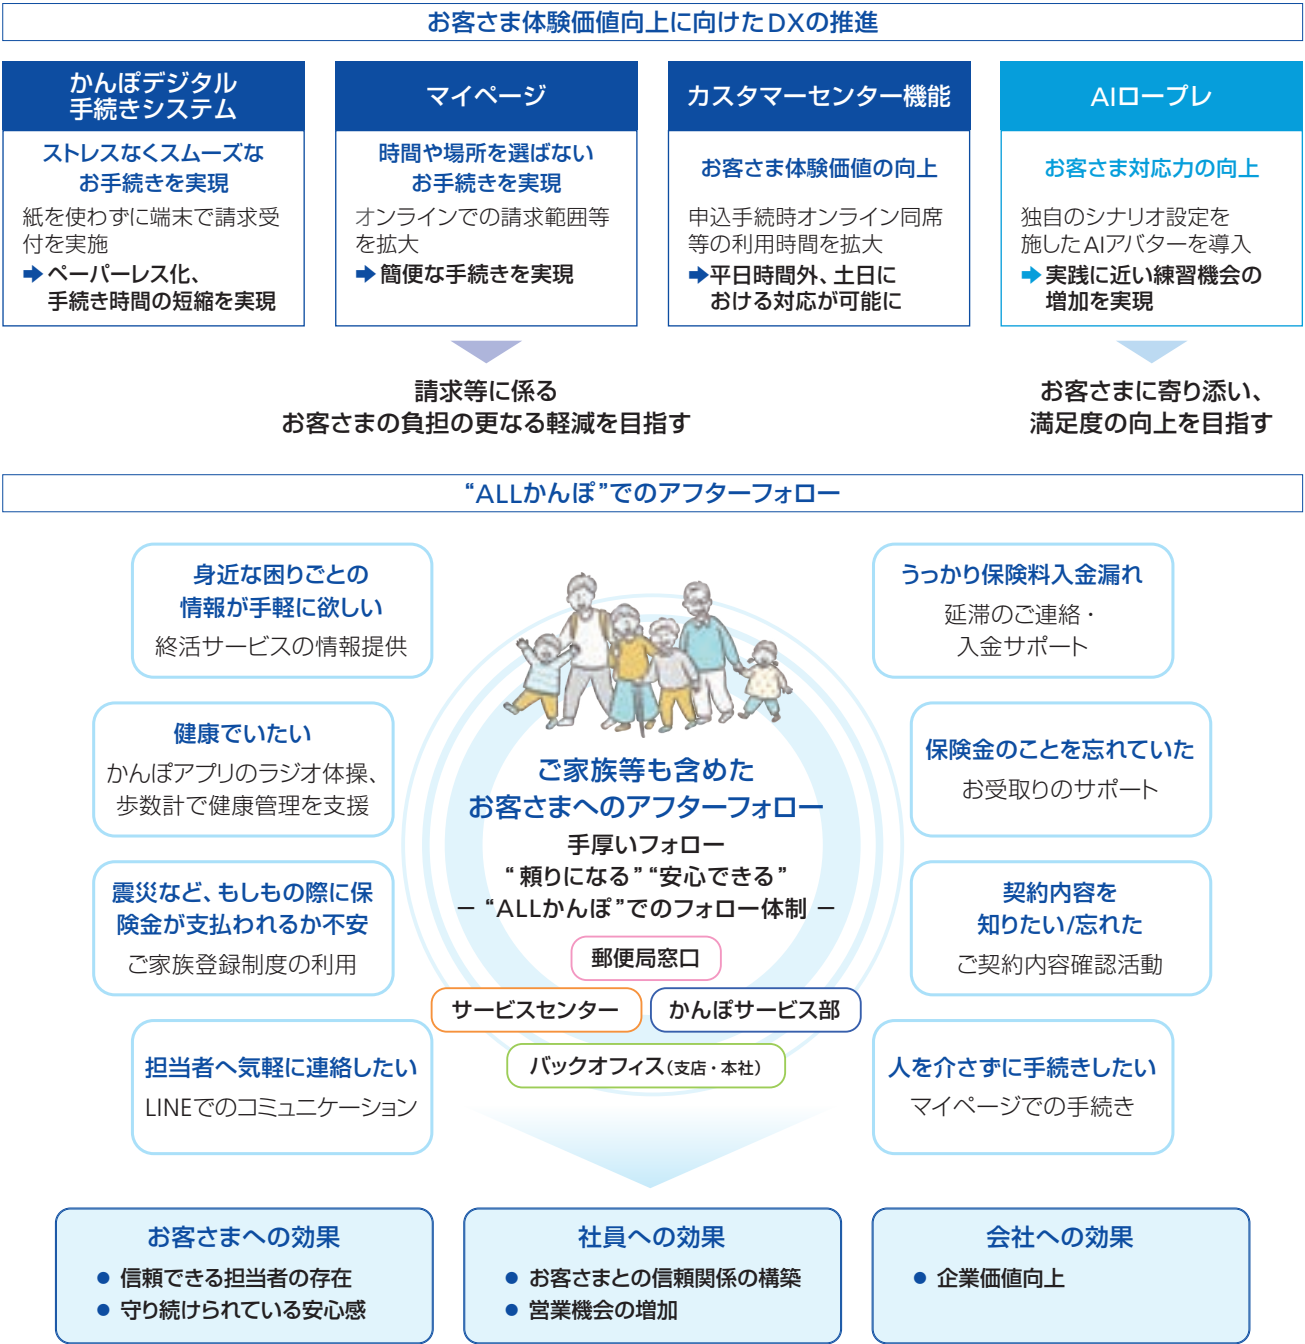 お客さま体験価値向上に向けたDXの推進
かんぽデジタル
手続きシステム
ストレスなくスムーズな
お手続きを実現
紙を使わずに端末で請求受
付を実施
➡ペーパーレス化、
手続き時間の短縮を実現
マイページ
時間や場所を選ばない
お手続きを実現
オンラインでの請求範囲等
を拡大
➡簡便な手続きを実現
カスタマーセンター機能
お客さま体験価値の向上
申込手続時オンライン同席
等の利用時間を拡大
➡平日時間外、土日に
おける対応が可能に
AIロープレ
お客さま対応力の向上
独自のシナリオ設定を
施したAIアバターを導入
➡実践に近い練習機会の
増加を実現
請求等に係る
お客さまの負担の更なる軽減を目指す
お客さまに寄り添い、
満足度の向上を目指す
“ALLかんぽ”でのアフターフォロー
身近な困りごとの
情報が手軽に欲しい
終活サービスの情報提供
健康でいたい
かんぽアプリのラジオ体操、
歩数計で健康管理を支援
震災など、もしもの際に保
険金が支払われるか不安
ご家族登録制度の利用
担当者へ気軽に連絡したい
LINEでのコミュニケーション
ご家族等も含めた
お客さまへのアフターフォロー
手厚いフォロー
“頼りになる”“安心できる”
－“ALLかんぽ”でのフォロー体制－
郵便局窓口
サービスセンター
かんぽサービス部
バックオフィス（支店・本社）
うっかり保険料入金漏れ
延滞のご連絡・
入金サポート
保険金のことを忘れていた
お受取りのサポート
契約内容を
知りたい/忘れた
ご契約内容確認活動
人を介さずに手続きしたい
マイページでの手続き
お客さまへの効果
● 信頼できる担当者の存在
● 守り続けられている安心感
社員への効果
● お客さまとの信頼関係の構築
● 営業機会の増加
会社への効果
● 企業価値向上